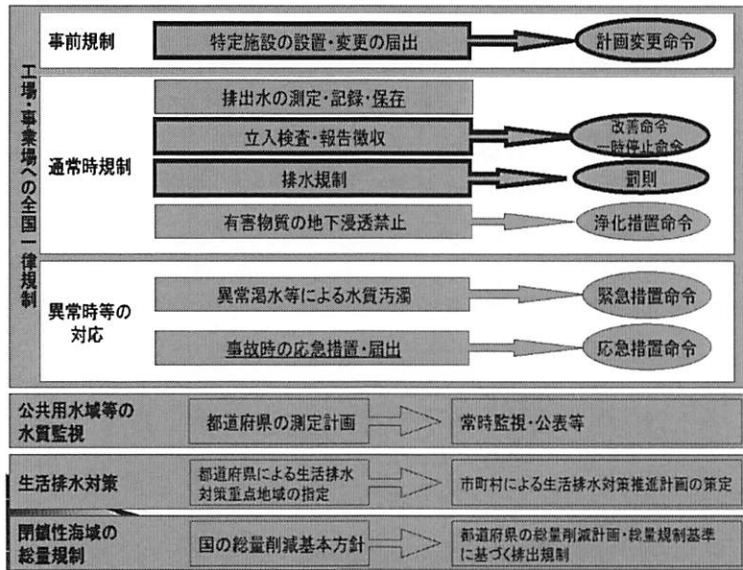 工場・事業場への全国一律規制
事前規制
特定施設の設置・変更の届出
計画変更命令
通常時規制
排出水の測定・記録・保存
立入検査・報告徴収
改善命令
一時停止命令
排水規制
罰則
有害物質の地下浸透禁止
浄化措置命令
異常時等の
対応
異常渇水等による水質汚濁
緊急措置命令
事故時の応急措置・届出
応急措置命令
公共用水域等の
水質監視
都道府県の測定計画
常時監視・公表等
生活排水対策
都道府県による生活排水
対策重点地域の指定
市町村による生活排水対策推進計画の策定
閉鎖性海域の
総量規制
国の総量削減基本方針
都道府県の総量削減計画・総量規制基準
に基づく排出規制